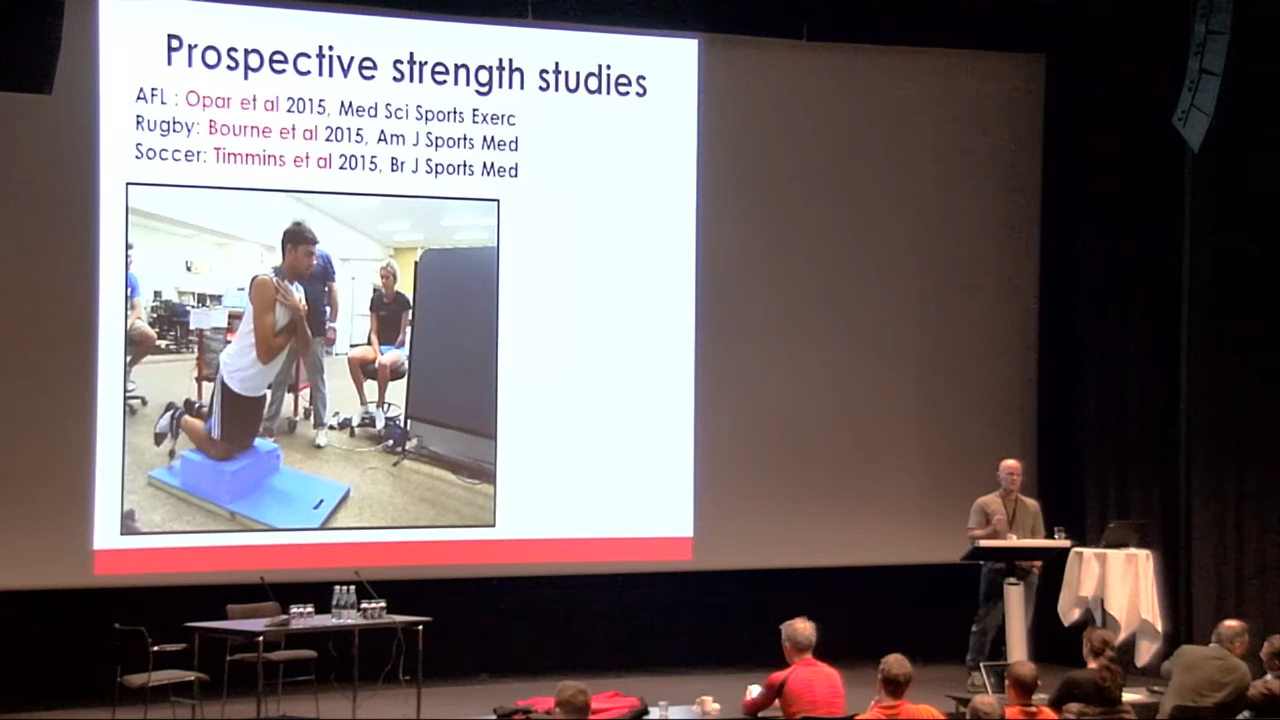 Prospective strength studies
AFL : Opar et al 2015, Med Sci Sports Exerc
Rugby: Bourne et al 2015, Am J Sports Med
Soccer: Timmins et al 2015, Br J Sports Med